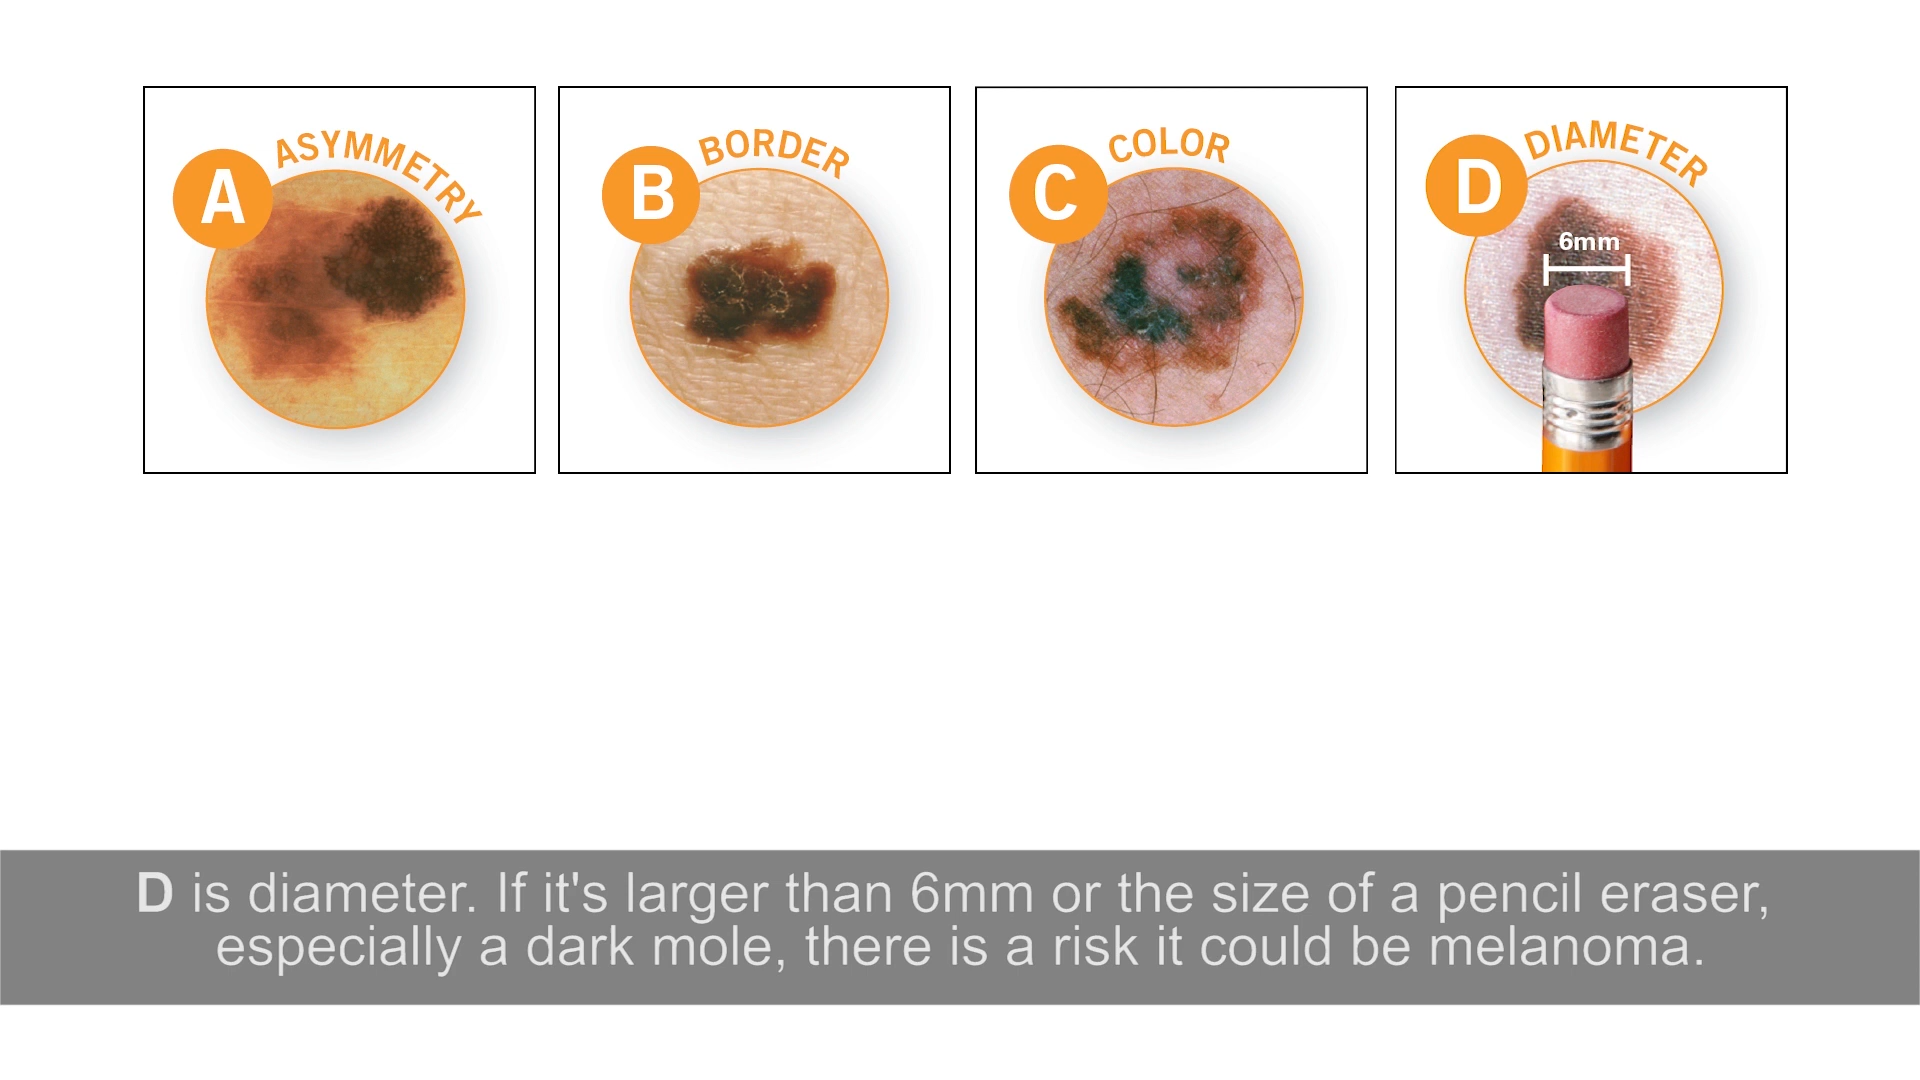 A
ASYMMETRY
B
BORDER
C
COLOR
D
DIAMETER
6mm
D is diameter. If it's larger than 6mm or the size of a pencil eraser,
especially a dark mole, there is a risk it could be melanoma.